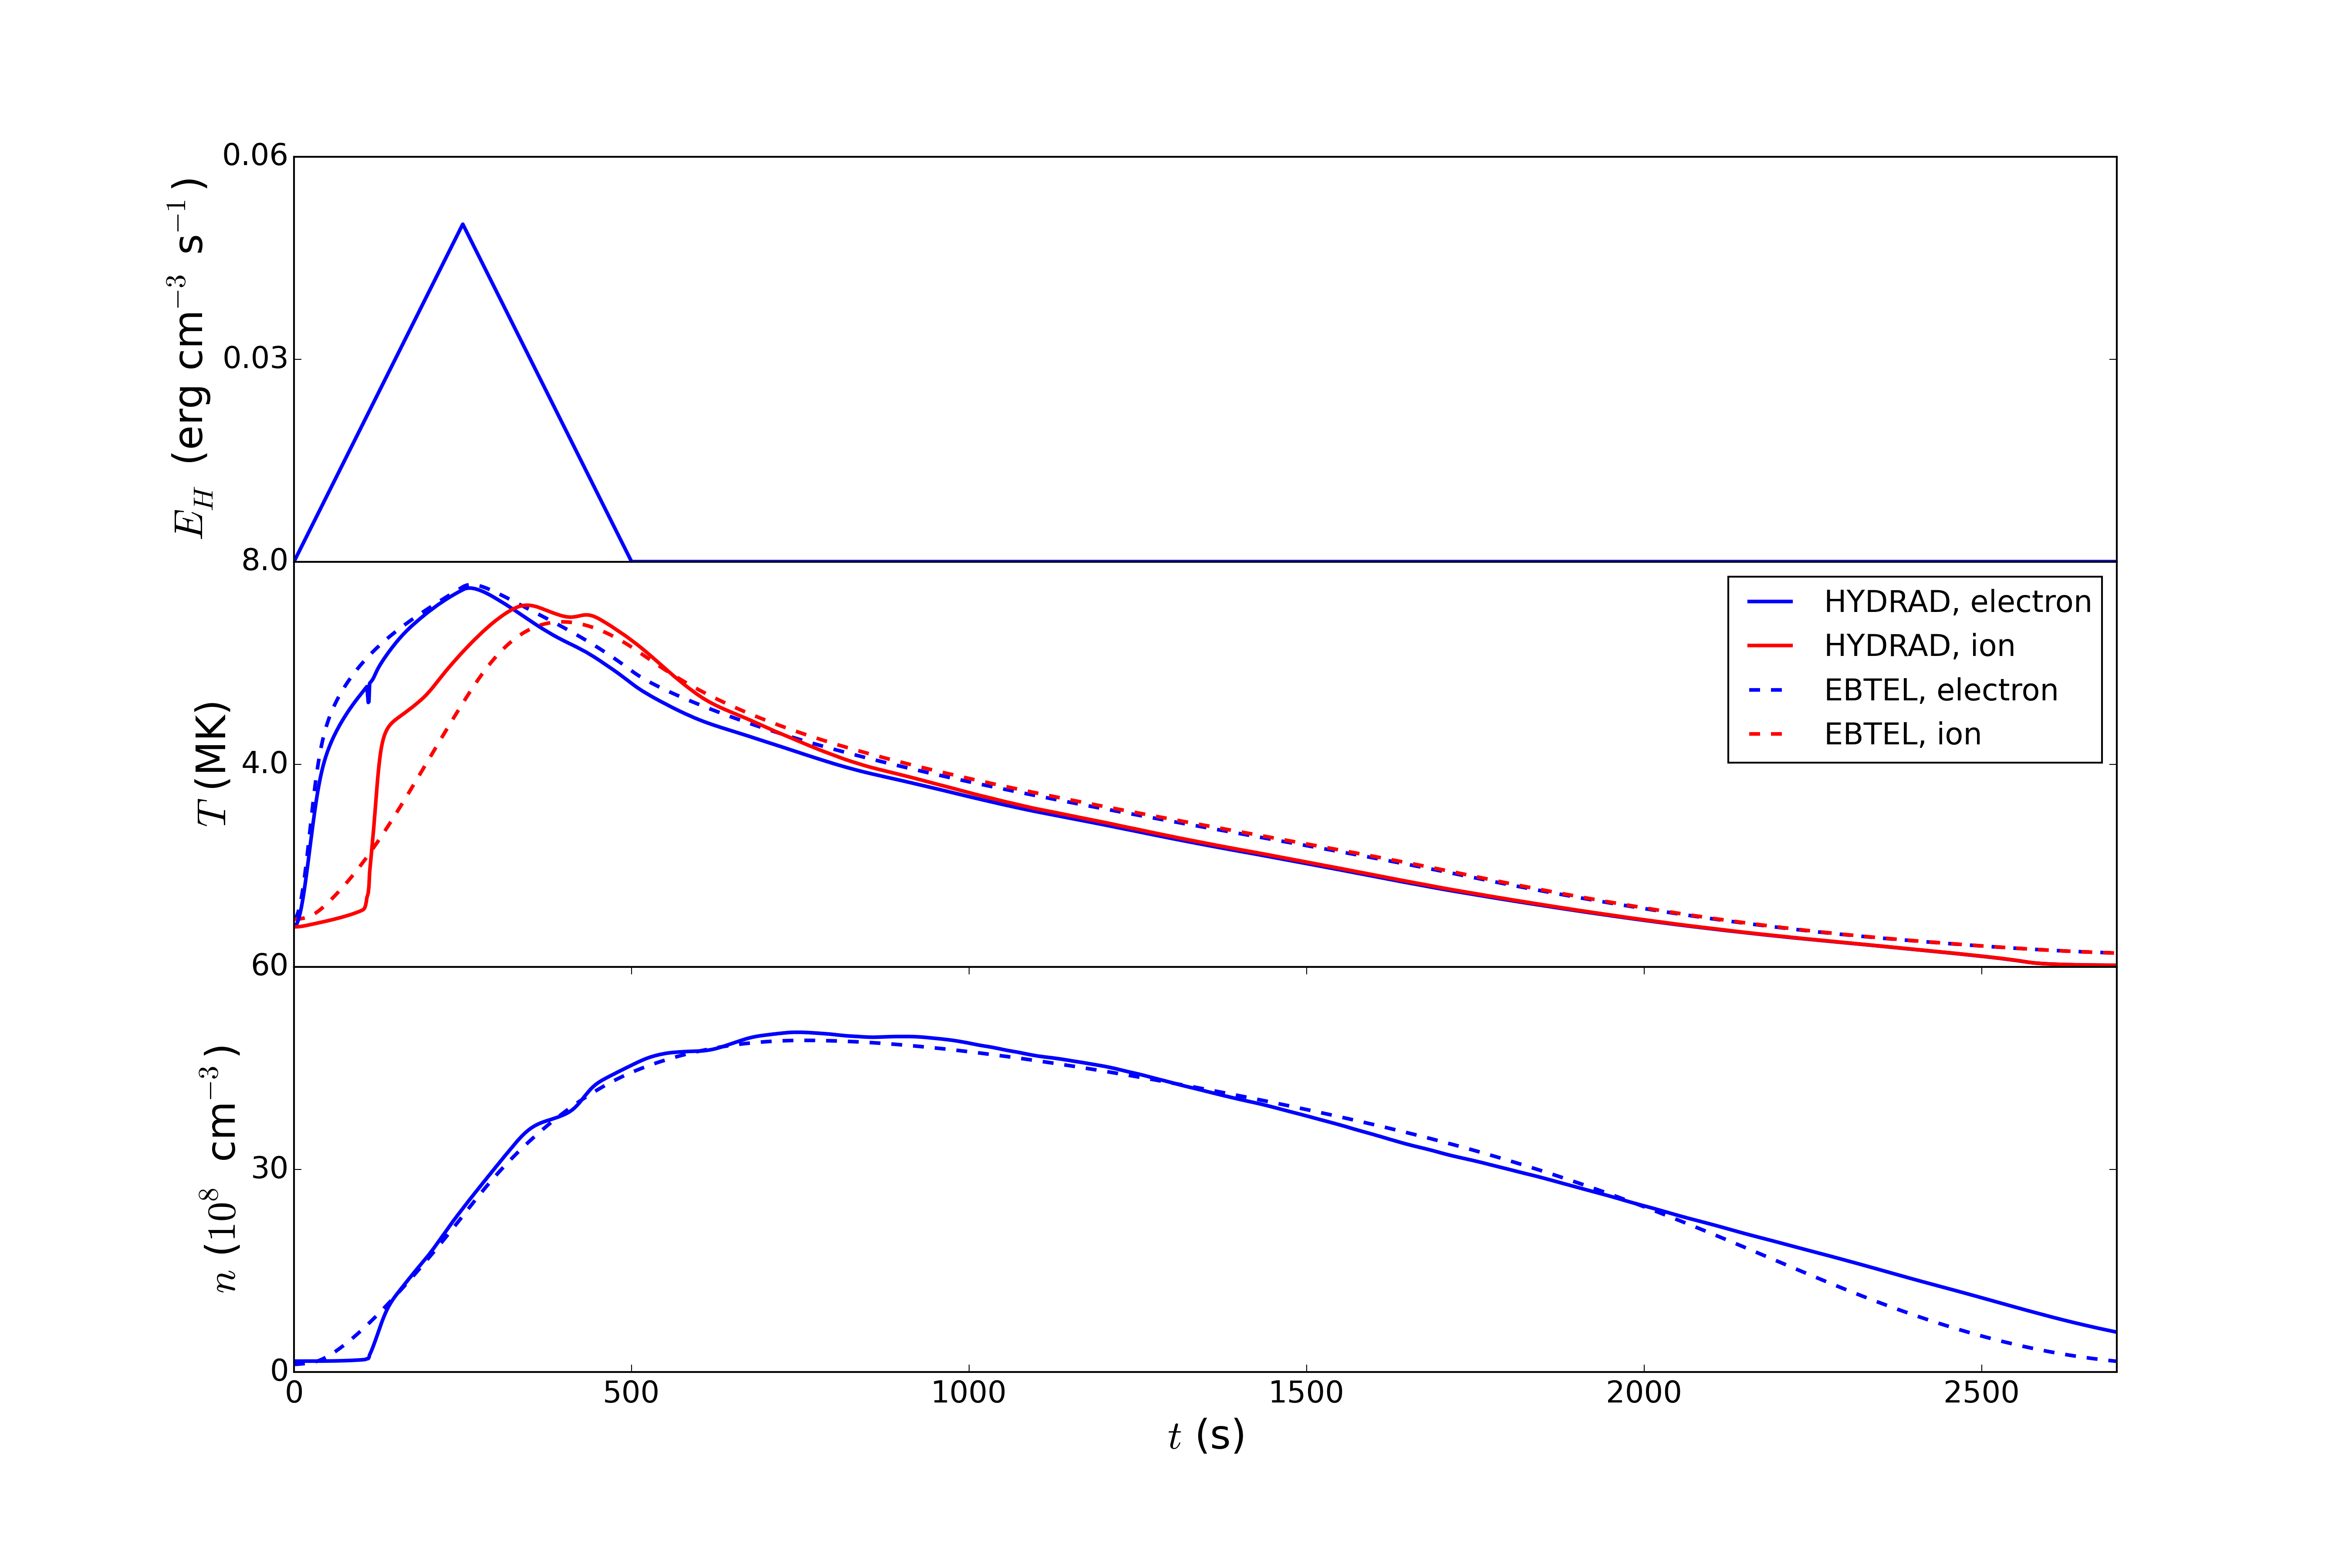 0.06
0.03
E_H (erg cm^{-3} s^{-1})
8.0
4.0
T (MK)
HYDRAD, electron
HYDRAD, ion
EBTEL, electron
EBTEL, ion
60
30
0
n (10^8 cm^{-3})
0 500 1000 1500 2000 2500
t (s)